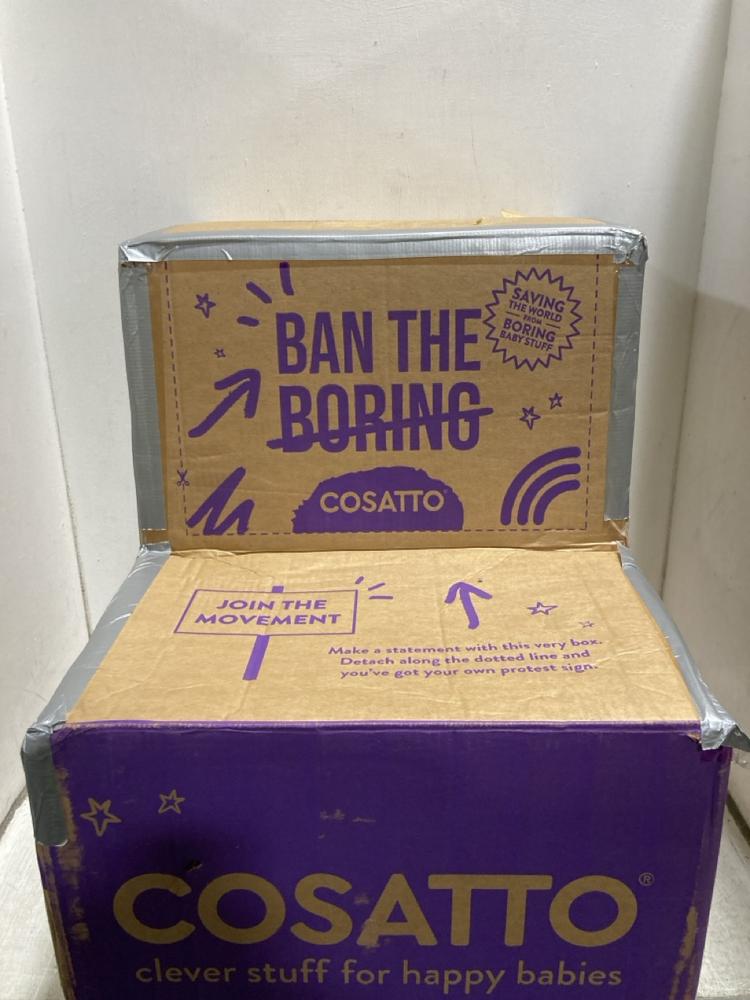 BAN THE
BORING
SAVING
THE WORLD
FROM
BORING
BABY STUFF
COSATTO
JOIN THE
MOVEMENT
Make a statement with this very box.
Detach along the dotted line and
you've got your own protest sign.
COSATTO®
clever stuff for happy babies